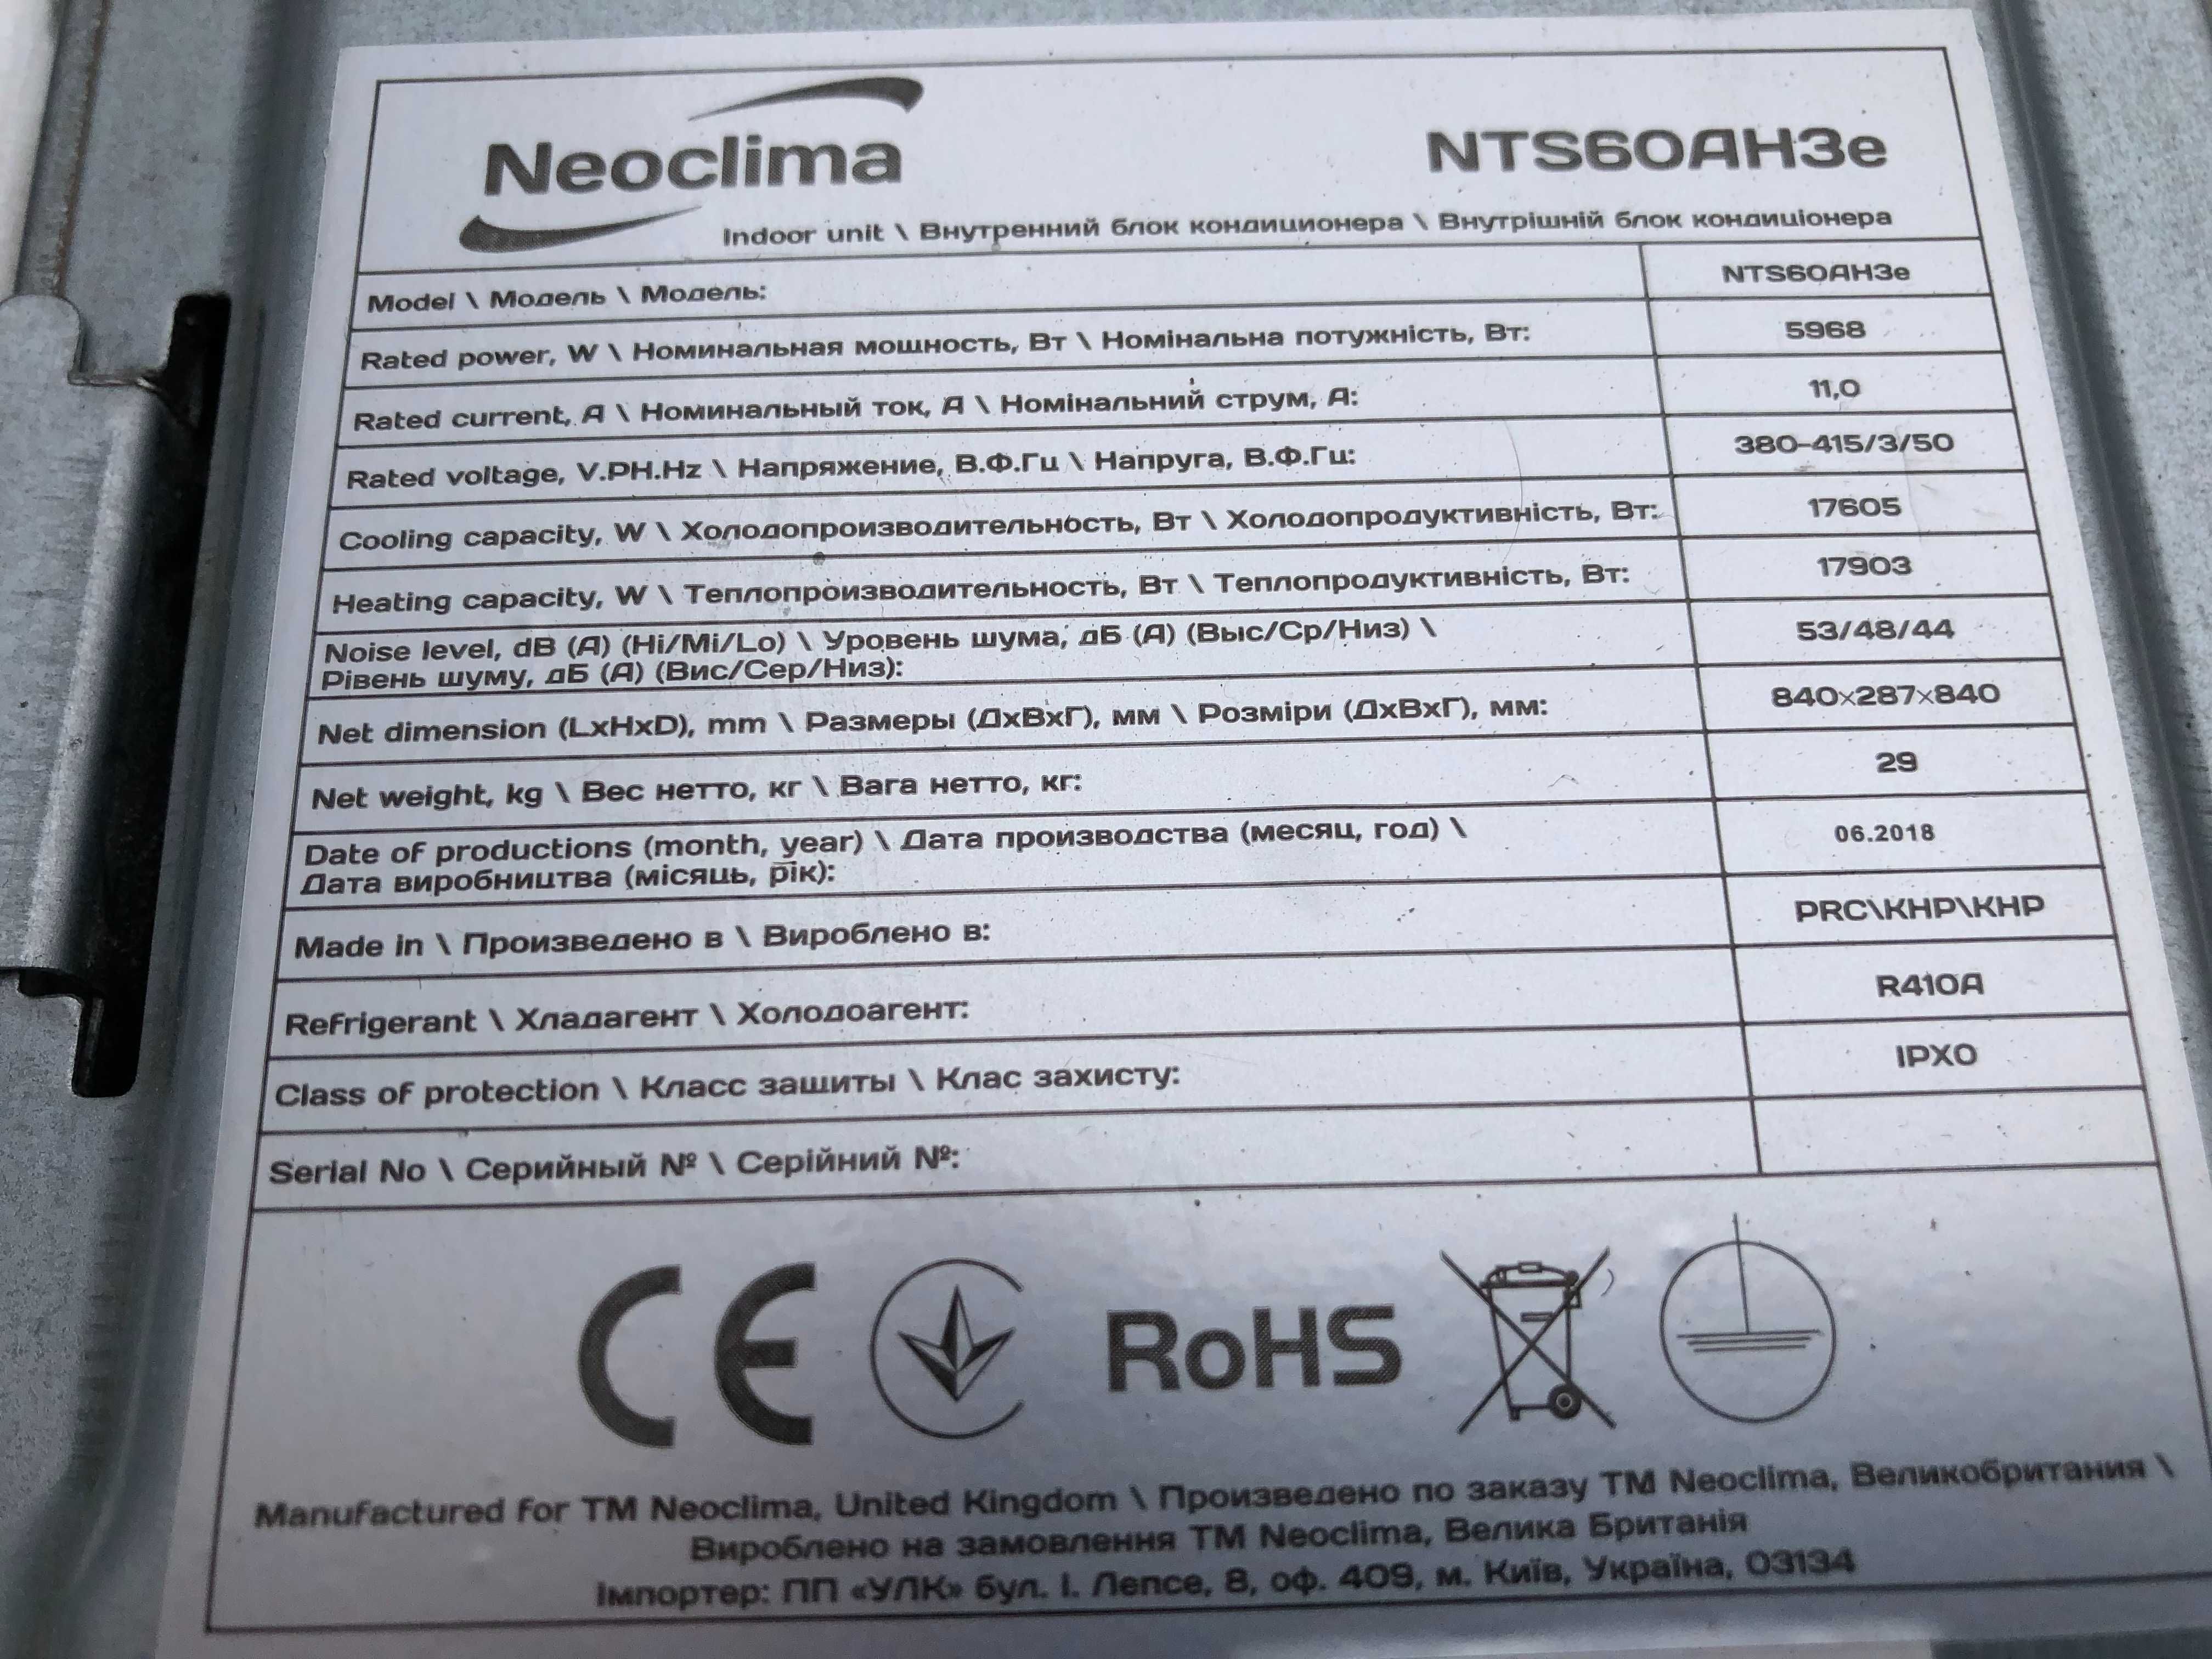 Neoclima
NTS60AH3e
Indoor unit \ Внутренний блок кондиционера \ Внутрішній блок кондиціонера
Model \ Модель \ Модель: NTS60AH3e
Rated power, W \ Номинальная мощность, Вт \ Номінальна потужність, Вт: 5968
Rated current, A \ Номинальный ток, А \ Номінальний струм, А: 11,0
Rated voltage, V.PH.Hz \ Напряжение, В.Ф.Гц \ Напруга, В.Ф.Гц: 380-415/3/50
Cooling capacity, W \ Холодопроизводительность, Вт \ Холодопродуктивність, Вт: 17605
Heating capacity, W \ Теплопроизводительность, Вт \ Теплопродуктивність, Вт: 17903
Noise level, dB (A) (Hi/Mi/Lo) \ Уровень шума, дБ (А) (Выс/Ср/Низ) \
Рівень шуму, дБ (А) (Вис/Сер/Низ): 53/48/44
Net dimension (LxHxD), mm \ Размеры (ДхВхГ), мм \ Розміри (ДхВхГ), мм: 840×287×840
Net weight, kg \ Вес нетто, кг \ Вага нетто, кг: 29
Date of productions (month, year) \ Дата производства (месяц, год) \
Дата виробництва (місяць, рік): 06.2018
Made in \ Произведено в \ Вироблено в: PRC\КНР\КНР
Refrigerant \ Хладагент \ Холодоагент: R410A
Class of protection \ Класс защиты \ Клас захисту: IPX0
Serial No \ Серийный № \ Серійний №:
CE RoHS
Manufactured for TM Neoclima, United Kingdom \ Произведено по заказу ТМ Neoclima, Великобритания \
Вироблено на замовлення ТМ Neoclima, Велика Британія
Імпортер: ПП «УЛК» бул. І. Лепсе, 8, оф. 409, м. Київ, Україна, 03134